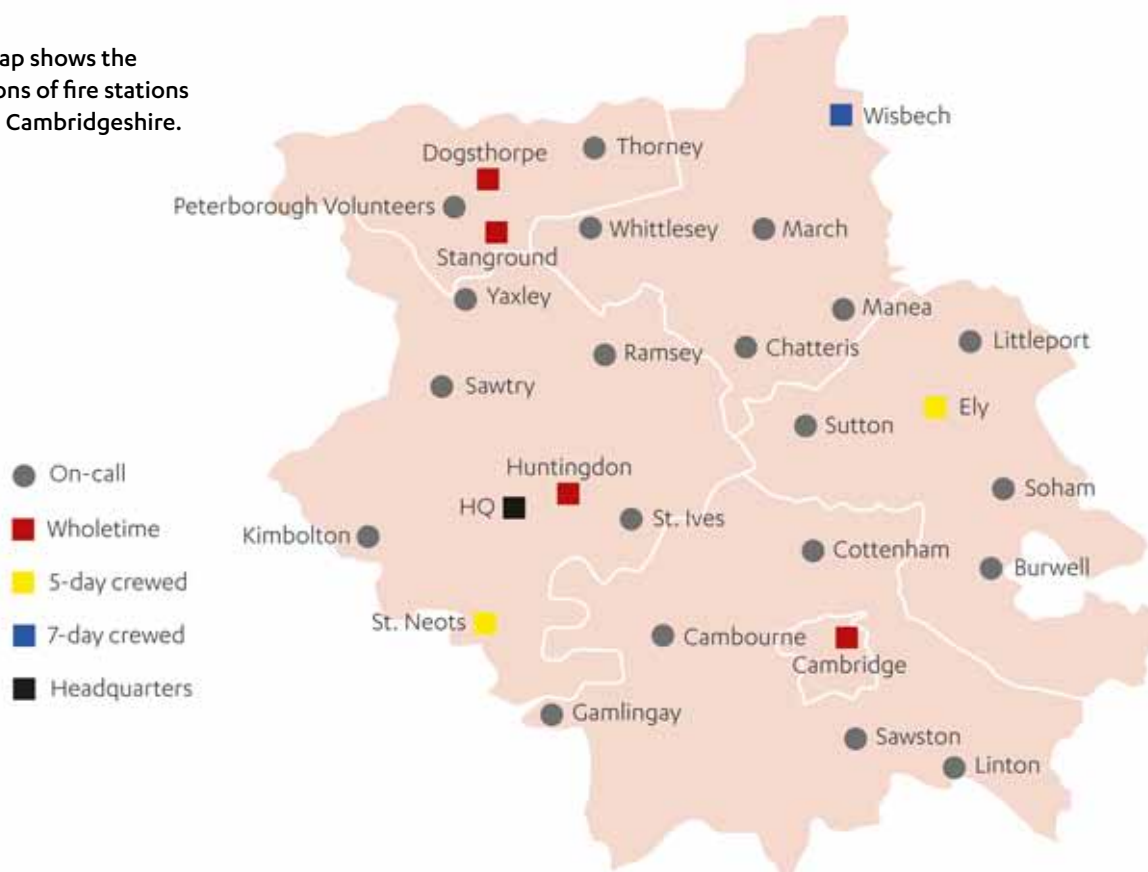 ap shows the
ons of fire stations
Cambridgeshire.
Wisbech
Thorney
Dogsthorpe
Peterborough Volunteers
Whittlesey
March
Stanground
Yaxley
Manea
Littleport
Ramsey
Chatteris
Sawtry
Ely
Sutton
Huntingdon
On-call
Soham
HQ
St. Ives
Wholetime
Kimbolton
Cottenham
Burwell
5-day crewed
St. Neots
7-day crewed
Cambourne
Cambridge
Headquarters
Gamlingay
Sawston
Linton